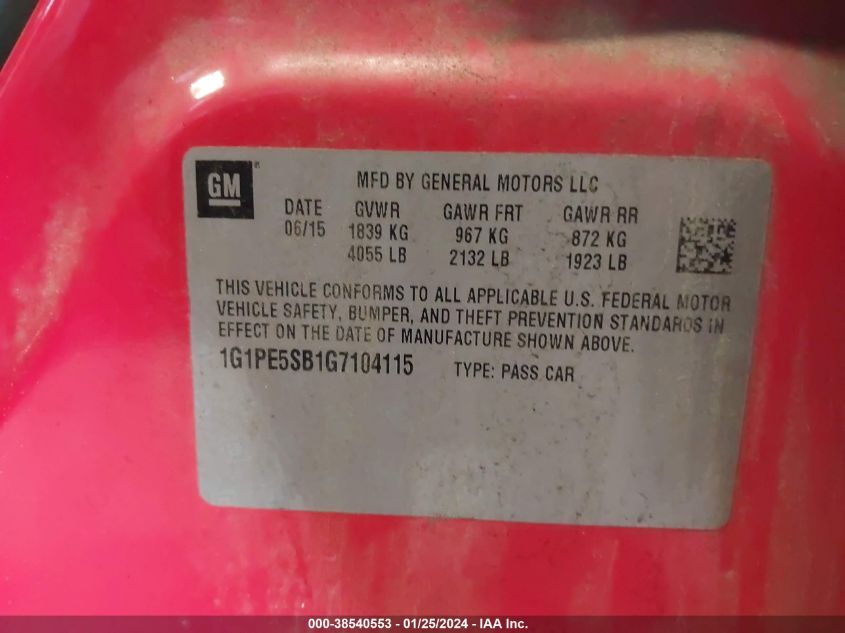 GM ®
MFD BY GENERAL MOTORS LLC
DATE GVWR GAWR FRT GAWR RR
06/15 1839 KG 967 KG 872 KG
4055 LB 2132 LB 1923 LB
THIS VEHICLE CONFORMS TO ALL APPLICABLE U.S. FEDERAL MOTOR
VEHICLE SAFETY, BUMPER, AND THEFT PREVENTION STANDARDS IN
EFFECT ON THE DATE OF MANUFACTURE SHOWN ABOVE.
1G1PE5SB1G7104115 TYPE: PASS CAR
000-38540553 - 01/25/2024 - IAA Inc.